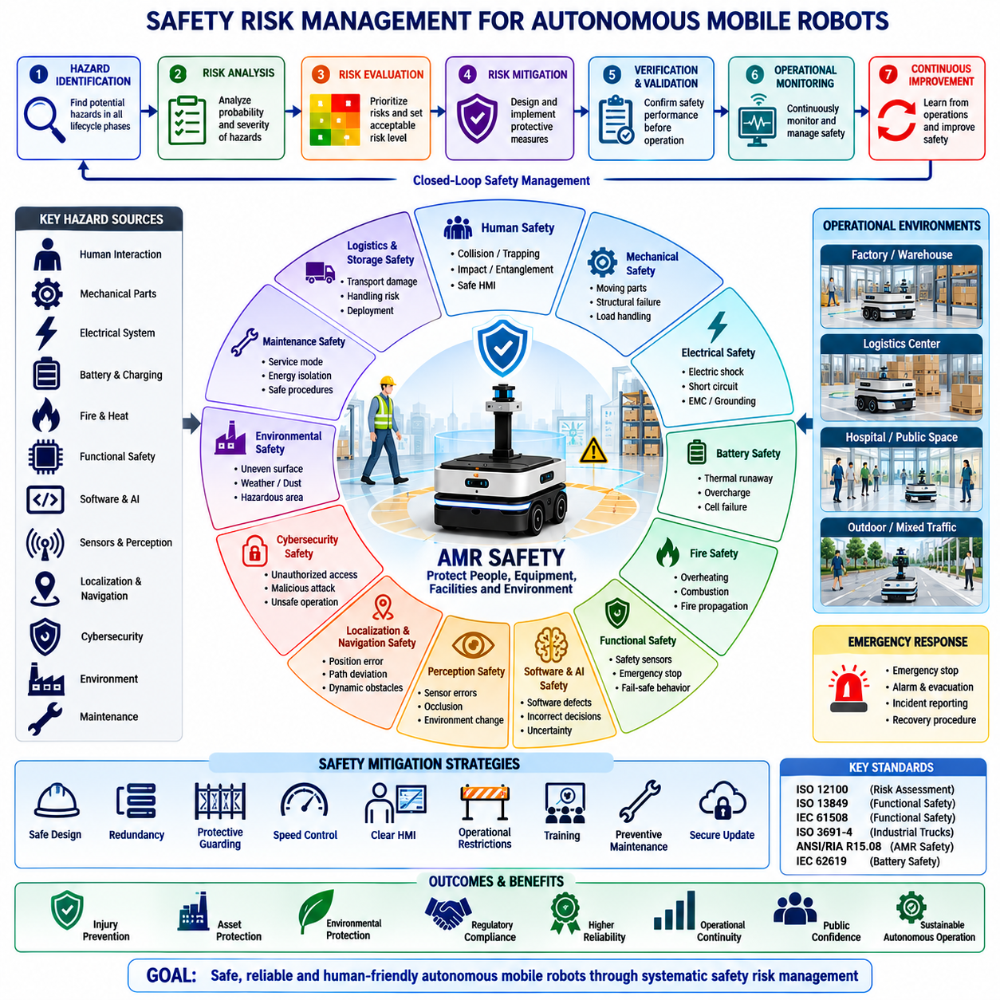 SAFETY RISK MANAGEMENT FOR AUTONOMOUS MOBILE ROBOTS
1
HAZARD
IDENTIFICATION
Find potential
hazards in all
lifecycle phases
2
RISK ANALYSIS
Analyze
probability
and severity
of hazards
3
RISK EVALUATION
Prioritize
risks and set
acceptable
risk level
4
RISK MITIGATION
Design and
implement
protective
measures
5
VERIFICATION
& VALIDATION
Confirm safety
performance
before
operation
6
OPERATIONAL
MONITORING
Continuously
monitor and
manage safety
7
CONTINUOUS
IMPROVEMENT
Learn from
operations
and improve
safety
Closed-Loop Safety Management
KEY HAZARD SOURCES
Human Interaction
Mechanical Parts
Electrical System
Battery & Charging
Fire & Heat
Functional Safety
Software & AI
Sensors & Perception
Localization &
Navigation
Cybersecurity
Environment
Maintenance
Human Safety
• Collision / Trapping
• Impact / Entanglement
• Safe HMI
Mechanical
Safety
• Moving parts
• Structural failure
• Load handling
Electrical Safety
• Electric shock
• Short circuit
• EMC / Grounding
Battery Safety
• Thermal runaway
• Overcharge
• Cell failure
Fire Safety
• Overheating
• Combustion
• Fire propagation
Functional Safety
• Safety sensors
• Emergency stop
• Fail-safe behavior
Software & AI
Safety
• Software defects
• Incorrect decisions
• Uncertainty
Perception Safety
• Sensor errors
• Occlusion
• Environment change
Localization &
Navigation Safety
• Position error
• Path deviation
• Dynamic obstacles
Cybersecurity
Safety
• Unauthorized access
• Malicious attack
• Unsafe operation
Environmental
Safety
• Uneven surface
• Weather / Dust
• Hazardous area
Maintenance Safety
• Service mode
• Energy isolation
• Safe procedures
Logistics &
Storage Safety
• Transport damage
• Handling risk
• Deployment
AMR SAFETY
Protect People, Equipment,
Facilities and Environment
OPERATIONAL ENVIRONMENTS
Factory / Warehouse
Logistics Center
Hospital / Public Space
Outdoor / Mixed Traffic
EMERGENCY RESPONSE
• Emergency stop
• Alarm & evacuation
• Incident reporting
• Recovery procedure
SAFETY MITIGATION STRATEGIES
Safe Design
Redundancy
Protective
Guarding
Speed Control
Clear HMI
Operational
Restrictions
Training
Preventive
Maintenance
Secure Update
KEY STANDARDS
ISO 12100 (Risk Assessment)
ISO 13849 (Functional Safety)
IEC 61508 (Functional Safety)
ISO 3691-4 (Industrial Trucks)
ANSI/RIA R15.08 (AMR Safety)
IEC 62619 (Battery Safety)
OUTCOMES & BENEFITS
Injury
Prevention
Asset
Protection
Environmental
Protection
Regulatory
Compliance
Higher
Reliability
Operational
Continuity
Public
Confidence
Sustainable
Autonomous Operation
GOAL: Safe, reliable and human-friendly autonomous mobile robots through systematic safety risk management